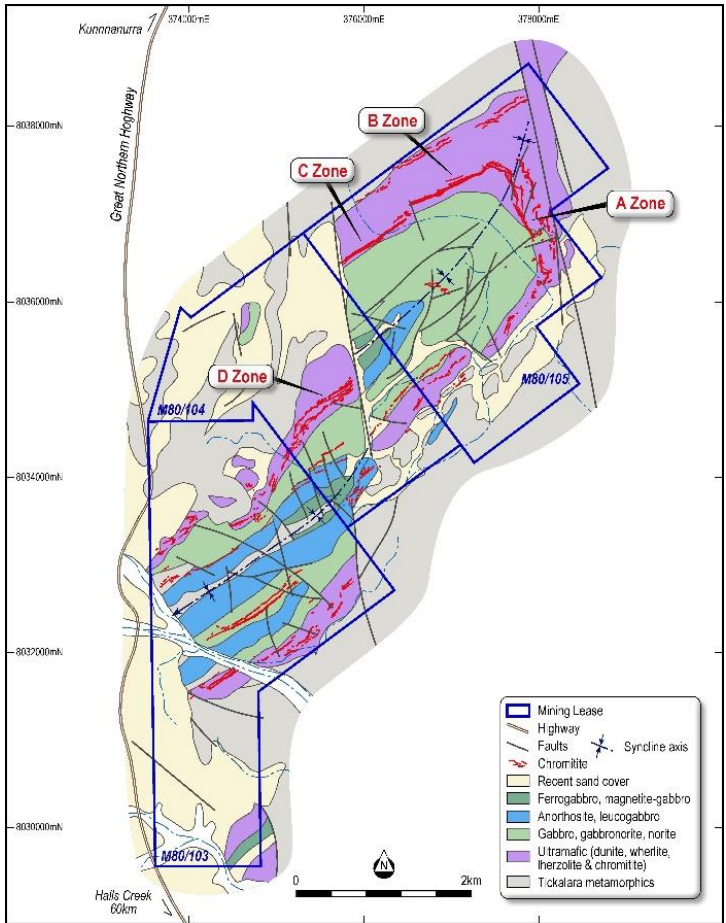 Kununurra
374000mE
376000mE
378000mE
Great Northern Hoghway
8038000mN
8036000mN
8034000mN
8032000mN
8030000mN
B Zone
C Zone
A Zone
D Zone
M80/105
M80/104
M80/103
Halls Creek
60km
N
0
2km
Mining Lease
Highway
Faults
Syncline axis
Chromitite
Recent sand cover
Ferrogabbro, magnetite-gabbro
Anorthosite, leucogabbro
Gabbro, gabbronorite, norite
Ultramafic (dunite, wherlite,
lherzolite & chromitite)
Tickalara metamorphics